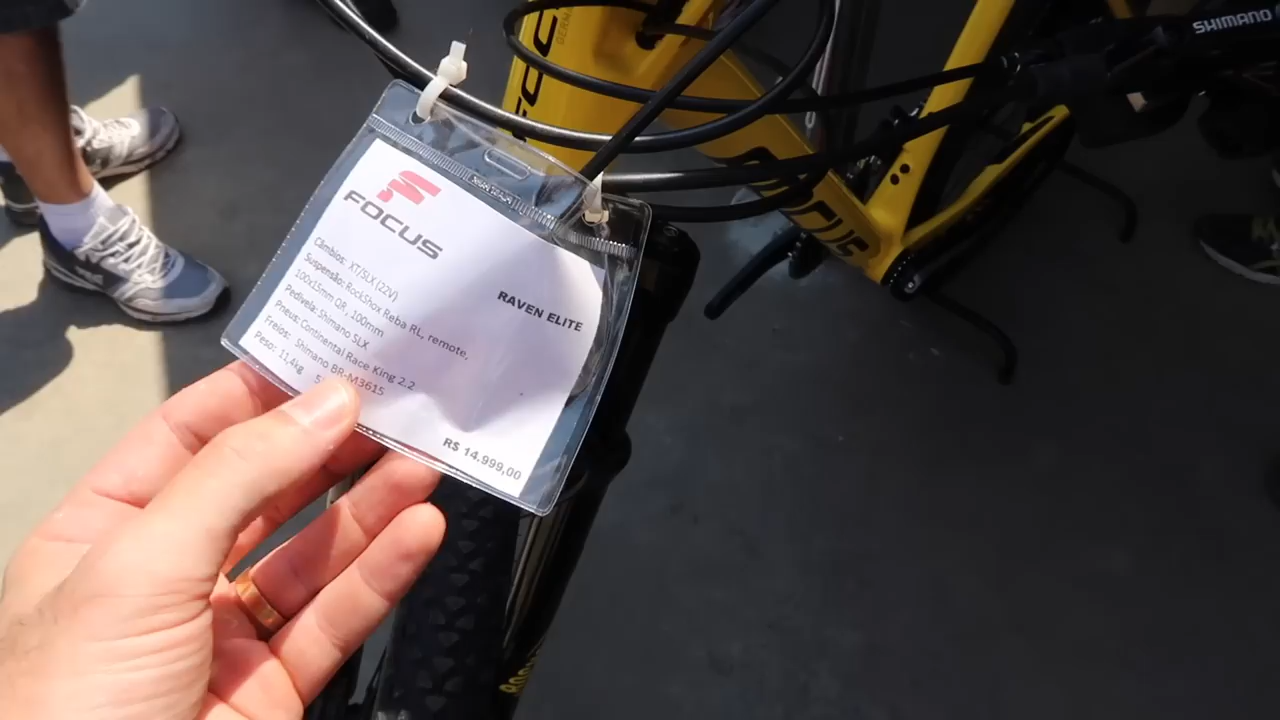 FOCUS
Câmbios: XT/SLX (22V)
Suspensão: RockShox Reba RL, remote,
100x15mm QR, 100mm
Pedivela: Shimano SLX
Pneus: Continental Race King 2.2
Freios: Shimano BR-M3615
Peso: 11,4kg
RAVEN ELITE
R$ 14.999,00
SHIMANO
FOCUS